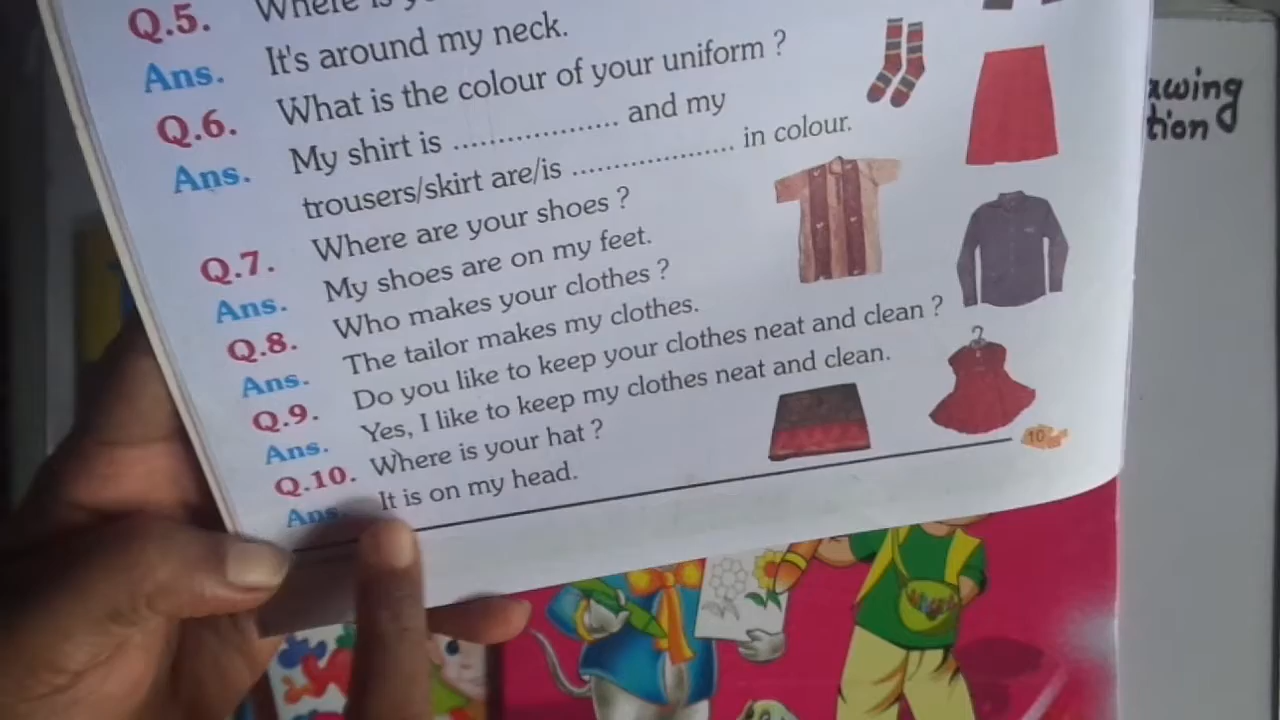 Q.5. Where is
Ans. It's around my neck.
Q.6. What is the colour of your uniform ?
Ans. My shirt is ................. and my
trousers/skirt are/is ................... in colour.
Q.7. Where are your shoes ?
Ans. My shoes are on my feet.
Q.8. Who makes your clothes ?
Ans. The tailor makes my clothes.
Q.9. Do you like to keep your clothes neat and clean ?
Ans. Yes, I like to keep my clothes neat and clean.
Q.10. Where is your hat ?
Ans. It is on my head.
10